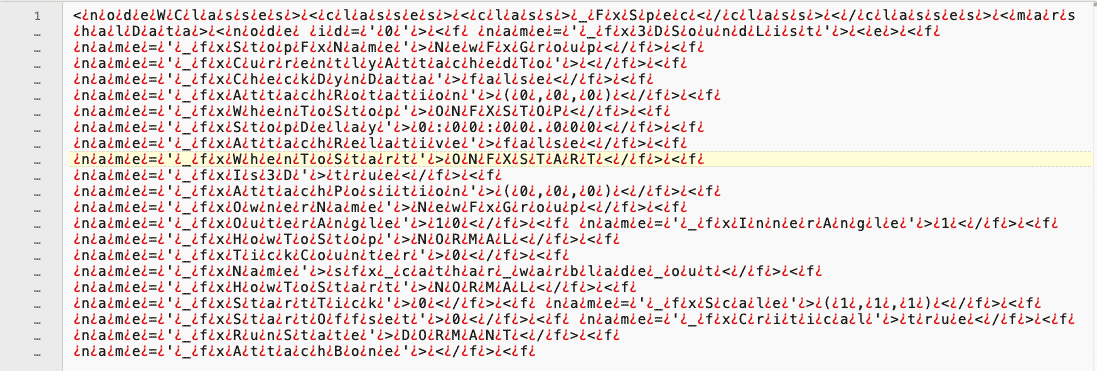 1 <¿n¿o¿d¿e¿W¿C¿l¿a¿s¿s¿e¿s¿>¿<¿c¿l¿a¿s¿s¿e¿s¿>¿<¿c¿l¿a¿s¿s¿>¿_¿F¿x¿S¿p¿e¿c¿<¿/¿c¿l¿a¿s¿s¿>¿<¿/¿c¿l¿a¿s¿s¿e¿s¿>¿<¿m¿a¿r¿s
… ¿h¿a¿l¿D¿a¿t¿a¿>¿<¿n¿o¿d¿e¿ ¿i¿d¿=¿'¿0¿'¿>¿<¿f¿ ¿n¿a¿m¿e¿=¿'¿_¿f¿x¿3¿D¿S¿o¿u¿n¿d¿L¿i¿s¿t¿'¿>¿<¿e¿>¿<¿f¿
… ¿n¿a¿m¿e¿=¿'¿_¿f¿x¿S¿t¿o¿p¿F¿x¿N¿a¿m¿e¿'¿>¿N¿e¿w¿F¿x¿G¿r¿o¿u¿p¿<¿/¿f¿>¿<¿f¿
… ¿n¿a¿m¿e¿=¿'¿_¿f¿x¿C¿u¿r¿r¿e¿n¿t¿l¿y¿A¿t¿t¿a¿c¿h¿e¿d¿T¿o¿'¿>¿<¿/¿f¿>¿<¿f¿
… ¿n¿a¿m¿e¿=¿'¿_¿f¿x¿C¿h¿e¿c¿k¿D¿y¿n¿D¿a¿t¿a¿'¿>¿f¿a¿l¿s¿e¿<¿/¿f¿>¿<¿f¿
… ¿n¿a¿m¿e¿=¿'¿_¿f¿x¿A¿t¿t¿a¿c¿h¿R¿o¿t¿a¿t¿i¿o¿n¿'¿>¿(¿0¿,¿0¿,¿0¿)¿<¿/¿f¿>¿<¿f¿
… ¿n¿a¿m¿e¿=¿'¿_¿f¿x¿W¿h¿e¿n¿T¿o¿S¿t¿o¿p¿'¿>¿O¿N¿F¿X¿S¿T¿O¿P¿<¿/¿f¿>¿<¿f¿
… ¿n¿a¿m¿e¿=¿'¿_¿f¿x¿S¿t¿o¿p¿D¿e¿l¿a¿y¿'¿>¿0¿:¿0¿0¿:¿0¿0¿.¿0¿0¿0¿<¿/¿f¿>¿<¿f¿
… ¿n¿a¿m¿e¿=¿'¿_¿f¿x¿A¿t¿t¿a¿c¿h¿R¿e¿l¿a¿t¿i¿v¿e¿'¿>¿f¿a¿l¿s¿e¿<¿/¿f¿>¿<¿f¿
… ¿n¿a¿m¿e¿=¿'¿_¿f¿x¿W¿h¿e¿n¿T¿o¿S¿t¿a¿r¿t¿'¿>¿O¿N¿F¿X¿S¿T¿A¿R¿T¿<¿/¿f¿>¿<¿f¿
… ¿n¿a¿m¿e¿=¿'¿_¿f¿x¿I¿s¿3¿D¿'¿>¿t¿r¿u¿e¿<¿/¿f¿>¿<¿f¿
… ¿n¿a¿m¿e¿=¿'¿_¿f¿x¿A¿t¿t¿a¿c¿h¿P¿o¿s¿i¿t¿i¿o¿n¿'¿>¿(¿0¿,¿0¿,¿0¿)¿<¿/¿f¿>¿<¿f¿
… ¿n¿a¿m¿e¿=¿'¿_¿f¿x¿O¿w¿n¿e¿r¿N¿a¿m¿e¿'¿>¿N¿e¿w¿F¿x¿G¿r¿o¿u¿p¿<¿/¿f¿>¿<¿f¿
… ¿n¿a¿m¿e¿=¿'¿_¿f¿x¿O¿u¿t¿e¿r¿A¿n¿g¿l¿e¿'¿>¿1¿0¿<¿/¿f¿>¿<¿f¿ ¿n¿a¿m¿e¿=¿'¿_¿f¿x¿I¿n¿n¿e¿r¿A¿n¿g¿l¿e¿'¿>¿1¿<¿/¿f¿>¿<¿f¿
… ¿n¿a¿m¿e¿=¿'¿_¿f¿x¿H¿o¿w¿T¿o¿S¿t¿o¿p¿'¿>¿N¿O¿R¿M¿A¿L¿<¿/¿f¿>¿<¿f¿
… ¿n¿a¿m¿e¿=¿'¿_¿f¿x¿T¿i¿c¿k¿C¿o¿u¿n¿t¿e¿r¿'¿>¿0¿<¿/¿f¿>¿<¿f¿
… ¿n¿a¿m¿e¿=¿'¿_¿f¿x¿N¿a¿m¿e¿'¿>¿s¿f¿x¿_¿c¿a¿t¿h¿a¿r¿_¿w¿a¿r¿b¿l¿a¿d¿e¿_¿o¿u¿t¿<¿/¿f¿>¿<¿f¿
… ¿n¿a¿m¿e¿=¿'¿_¿f¿x¿H¿o¿w¿T¿o¿S¿t¿a¿r¿t¿'¿>¿N¿O¿R¿M¿A¿L¿<¿/¿f¿>¿<¿f¿
… ¿n¿a¿m¿e¿=¿'¿_¿f¿x¿S¿t¿a¿r¿t¿T¿i¿c¿k¿'¿>¿0¿<¿/¿f¿>¿<¿f¿ ¿n¿a¿m¿e¿=¿'¿_¿f¿x¿S¿c¿a¿l¿e¿'¿>¿(¿1¿,¿1¿,¿1¿)¿<¿/¿f¿>¿<¿f¿
… ¿n¿a¿m¿e¿=¿'¿_¿f¿x¿S¿t¿a¿r¿t¿O¿f¿f¿s¿e¿t¿'¿>¿0¿<¿/¿f¿>¿<¿f¿ ¿n¿a¿m¿e¿=¿'¿_¿f¿x¿C¿r¿i¿t¿i¿c¿a¿l¿'¿>¿t¿r¿u¿e¿<¿/¿f¿>¿<¿f¿
… ¿n¿a¿m¿e¿=¿'¿_¿f¿x¿R¿u¿n¿S¿t¿a¿t¿e¿'¿>¿D¿O¿R¿M¿A¿N¿T¿<¿/¿f¿>¿<¿f¿
… ¿n¿a¿m¿e¿=¿'¿_¿f¿x¿A¿t¿t¿a¿c¿h¿B¿o¿n¿e¿'¿>¿<¿/¿f¿>¿<¿f¿